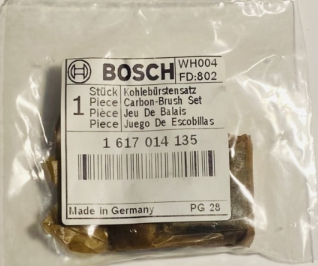 BOSCH
WH004
FD:802
1 Stück Kohlebürstensatz
Piece Carbon-Brush Set
Pièce Jeu De Balais
Pieza Juego De Escobillas
1 617 014 135
Made in Germany PG 28